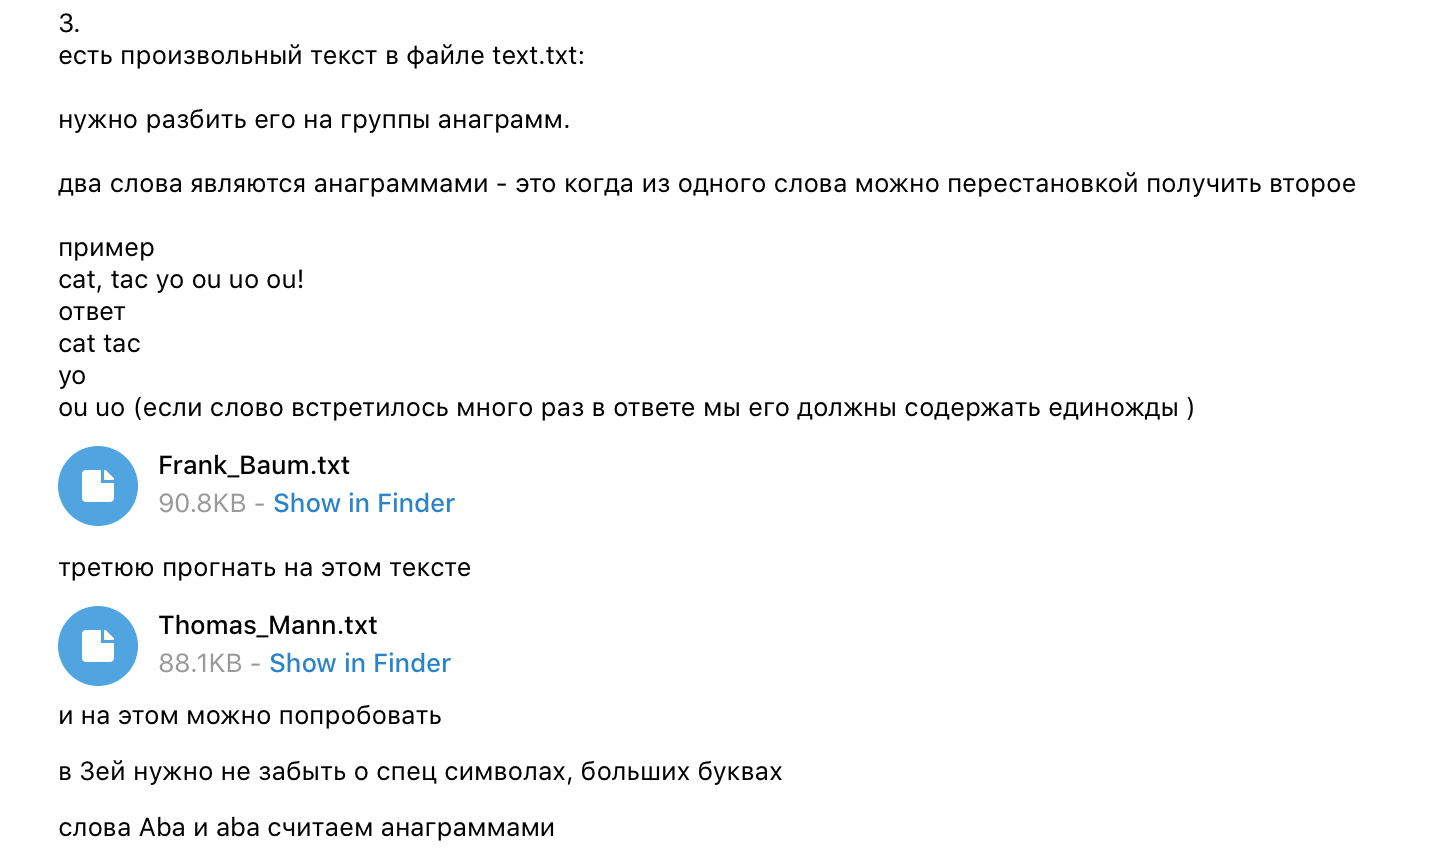 3.
есть произвольный текст в файле text.txt:
нужно разбить его на группы анаграмм.
два слова являются анаграммами - это когда из одного слова можно перестановкой получить второе
пример
cat, tac yo ou uo ou!
ответ
cat tac
yo
ou uo (если слово встретилось много раз в ответе мы его должны содержать единожды )
Frank_Baum.txt
90.8KB - Show in Finder
третюю прогнать на этом тексте
Thomas_Mann.txt
88.1KB - Show in Finder
и на этом можно попробовать
в 3ей нужно не забыть о спец символах, больших буквах
слова Aba и aba считаем анаграммами